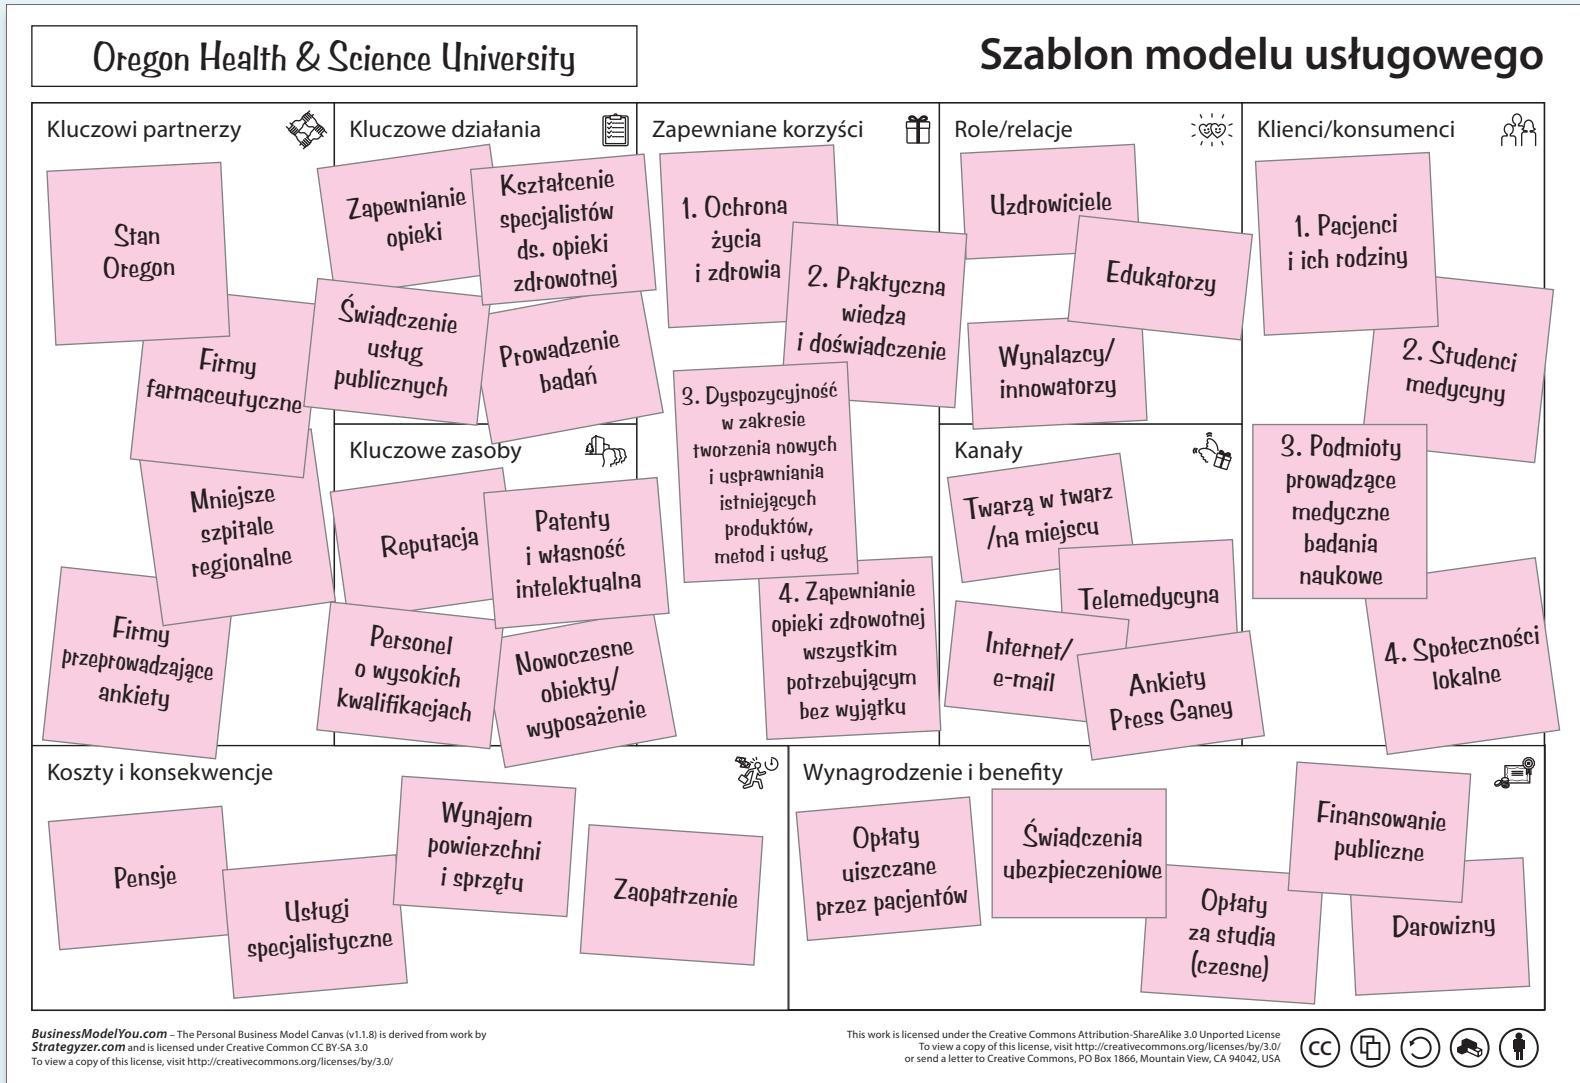 Oregon Health & Science University
Szablon modelu usługowego
Kluczowi partnerzy
Stan
Oregon
Firmy
farmaceutyczne
Mniejsze
szpitale
regionalne
Firmy
przeprowadzające
ankiety
Kluczowe działania
Zapewnianie
opieki
Kształcenie
specjalistów
ds. opieki
zdrowotnej
Świadczenie
usług
publicznych
Prowadzenie
badań
Kluczowe zasoby
Reputacja
Patenty
i własność
intelektualna
Personel
o wysokich
kwalifikacjach
Nowoczesne
obiekty/
wyposażenie
Zapewniane korzyści
1. Ochrona
życia
i zdrowia
2. Praktyczna
wiedza
i doświadczenie
3. Dyspozycyjność
w zakresie
tworzenia nowych
i usprawniania
istniejących
produktów,
metod i usług
4. Zapewnianie
opieki zdrowotnej
wszystkim
potrzebującym
bez wyjątku
Role/relacje
Uzdrowiciele
Edukatorzy
Wynalazcy/
innowatorzy
Kanały
Twarzą w twarz
/na miejscu
Telemedycyna
Internet/
e-mail
Ankiety
Press Ganey
Klienci/konsumenci
1. Pacjenci
i ich rodziny
2. Studenci
medycyny
3. Podmioty
prowadzące
medyczne
badania
naukowe
4. Społeczności
lokalne
Koszty i konsekwencje
Pensje
Usługi
specjalistyczne
Wynajem
powierzchni
i sprzętu
Zaopatrzenie
Wynagrodzenie i benefity
Opłaty
uiszczane
przez pacjentów
Świadczenia
ubezpieczeniowe
Opłaty
za studia
(czesne)
Finansowanie
publiczne
Darowizny
BusinessModelYou.com – The Personal Business Model Canvas (v1.1.8) is derived from work by
Strategyzer.com and is licensed under Creative Common CC BY-SA 3.0
To view a copy of this license, visit http://creativecommons.org/licenses/by/3.0/
This work is licensed under the Creative Commons Attribution-ShareAlike 3.0 Unported License
To view a copy of this license, visit http://creativecommons.org/licenses/by/3.0/
or send a letter to Creative Commons, PO Box 1866, Mountain View, CA 94042, USA
CC